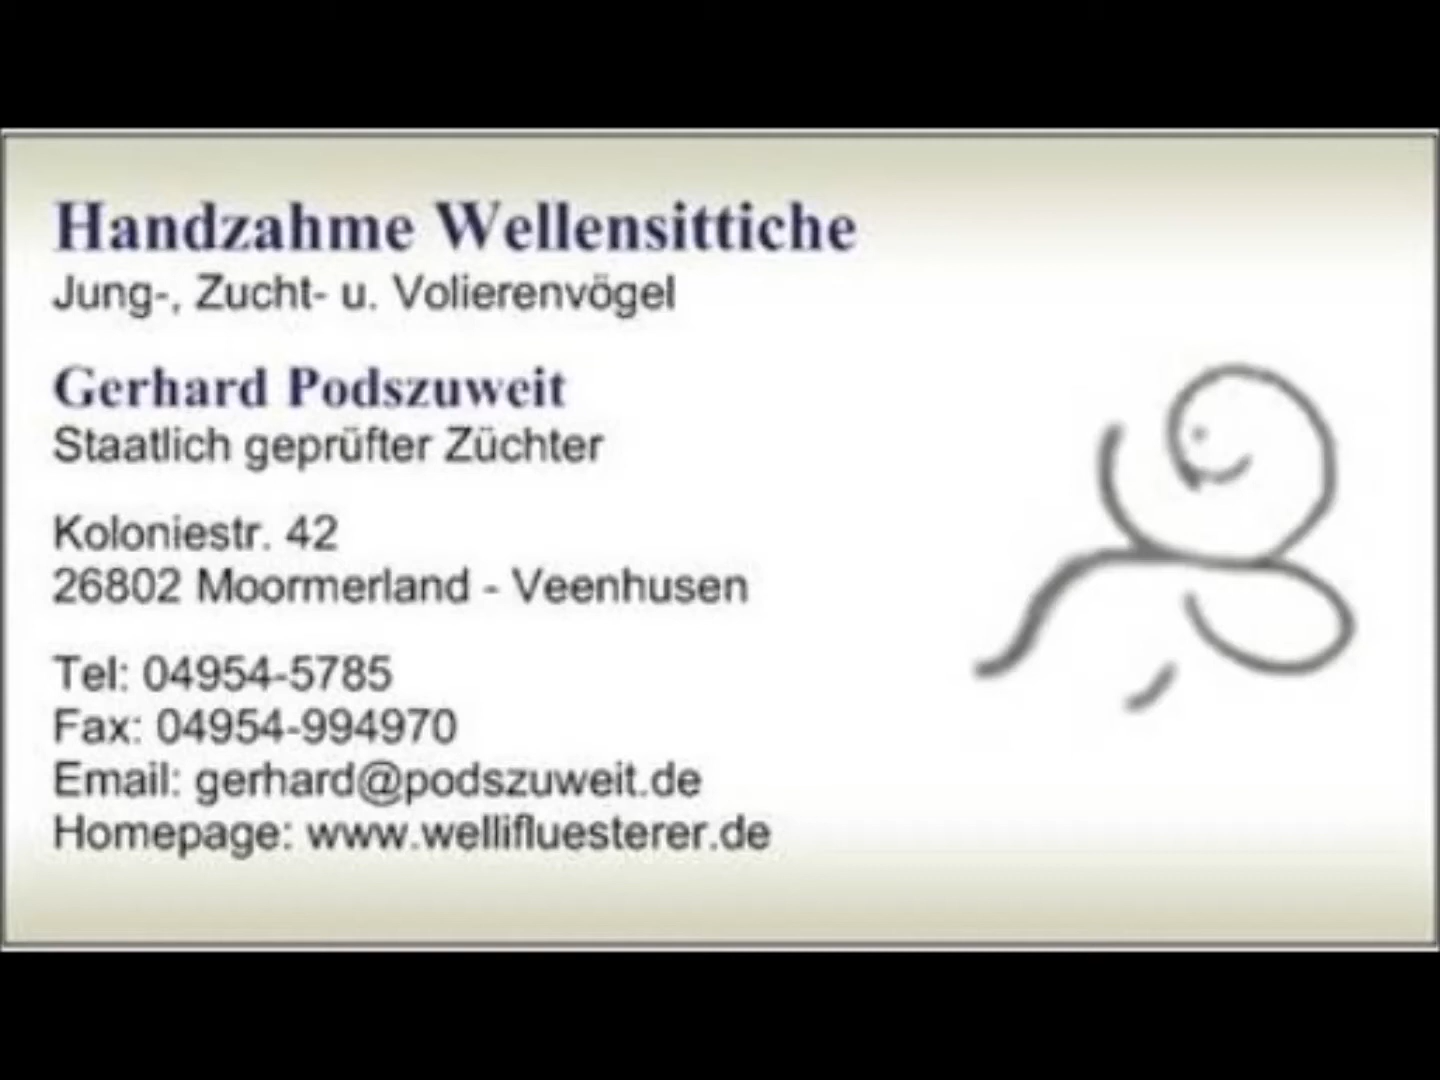 Handzahme Wellensittiche
Jung-, Zucht- u. Volierenvögel
Gerhard Podszuweit
Staatlich geprüfter Züchter
Koloniestr. 42
26802 Moormerland - Veenhusen
Tel: 04954-5785
Fax: 04954-994970
Email: gerhard@podszuweit.de
Homepage: www.wellifluesterer.de